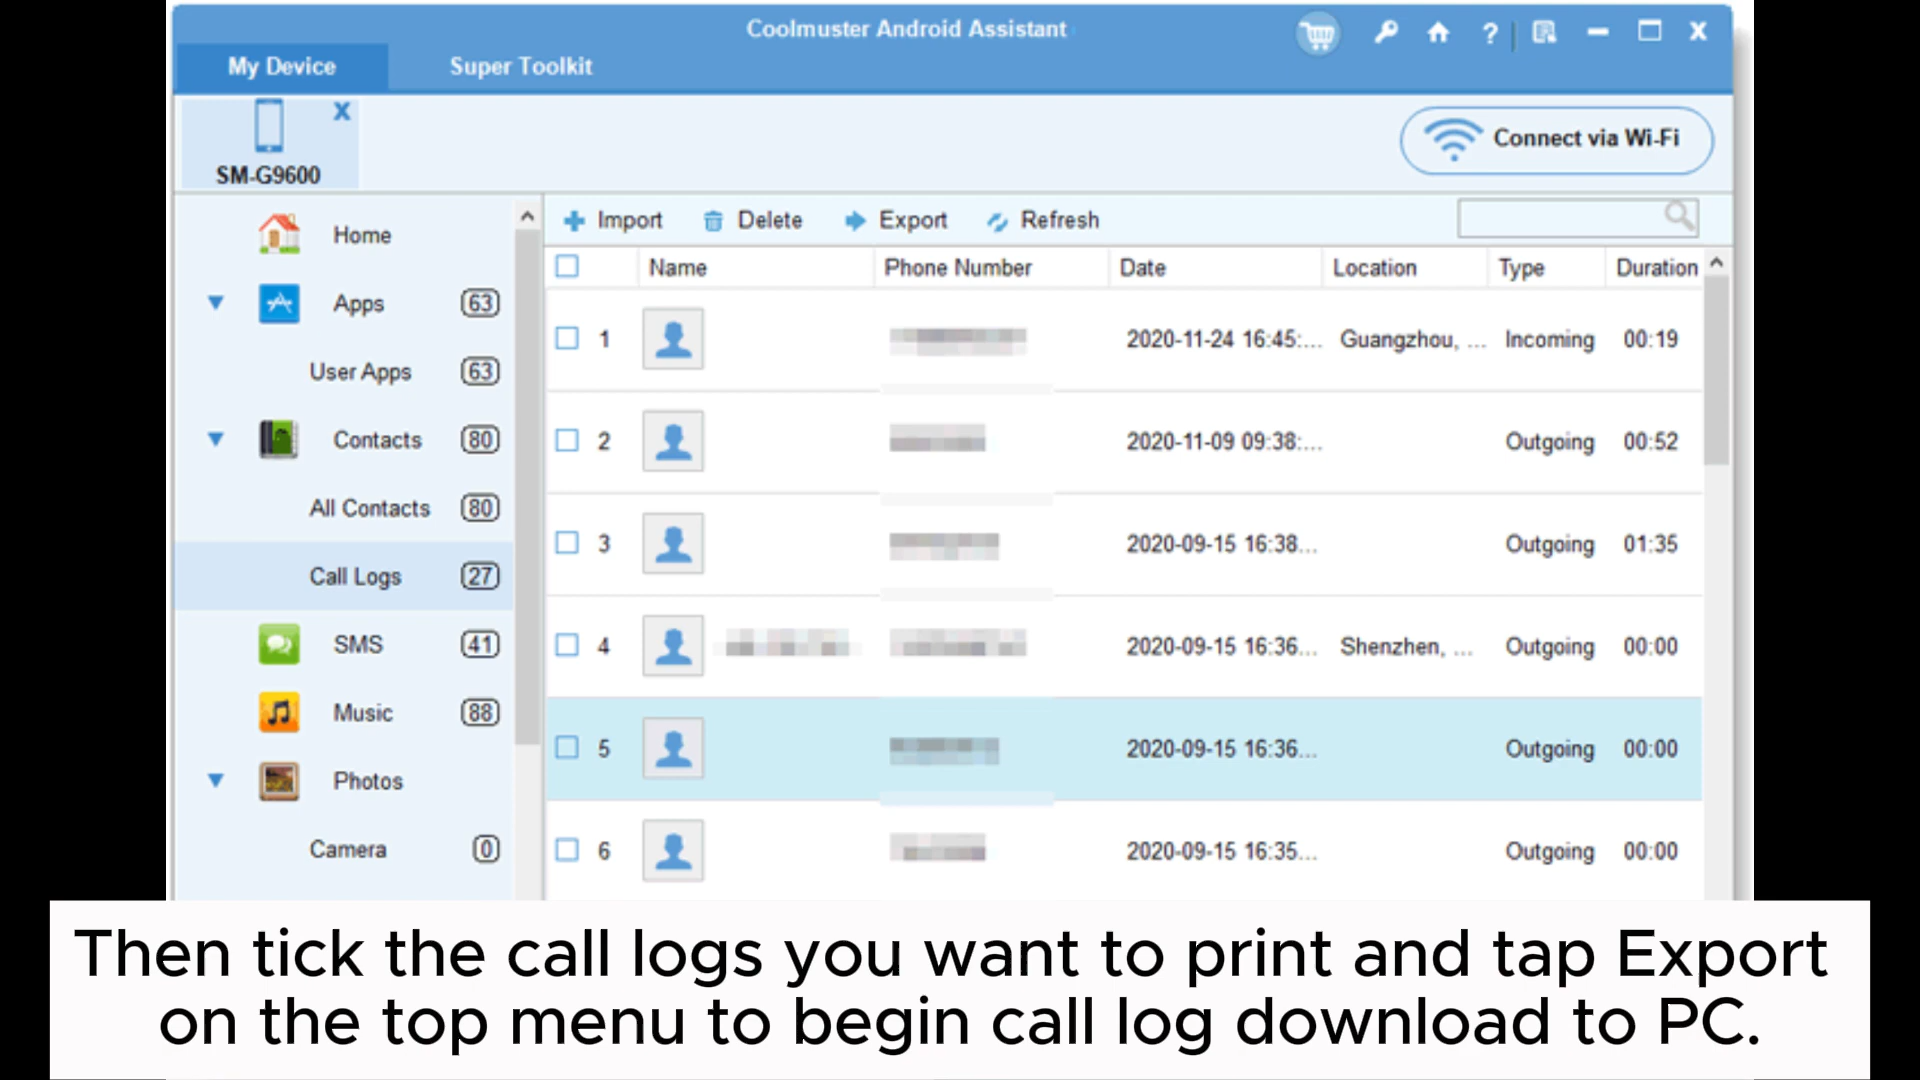 Coolmuster Android Assistant
?
My Device Super Toolkit
SM-G9600
Connect via Wi-Fi
Import Delete Export Refresh
Name Phone Number Date Location Type Duration
Home
Apps 63
User Apps 63
Contacts 80
All Contacts 80
Call Logs 27
SMS 41
Music 88
Photos
Camera 0
1 2020-11-24 16:45:... Guangzhou, ... Incoming 00:19
2 2020-11-09 09:38:... Outgoing 00:52
3 2020-09-15 16:38... Outgoing 01:35
4 2020-09-15 16:36... Shenzhen, ... Outgoing 00:00
5 2020-09-15 16:36... Outgoing 00:00
6 2020-09-15 16:35... Outgoing 00:00
Then tick the call logs you want to print and tap Export
on the top menu to begin call log download to PC.